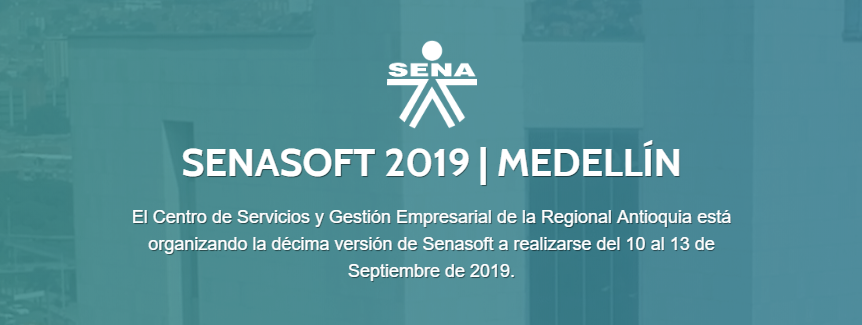 SENA
SENASOFT 2019 | MEDELLÍN
El Centro de Servicios y Gestión Empresarial de la Regional Antioquia está
organizando la décima versión de Senasoft a realizarse del 10 al 13 de
Septiembre de 2019.